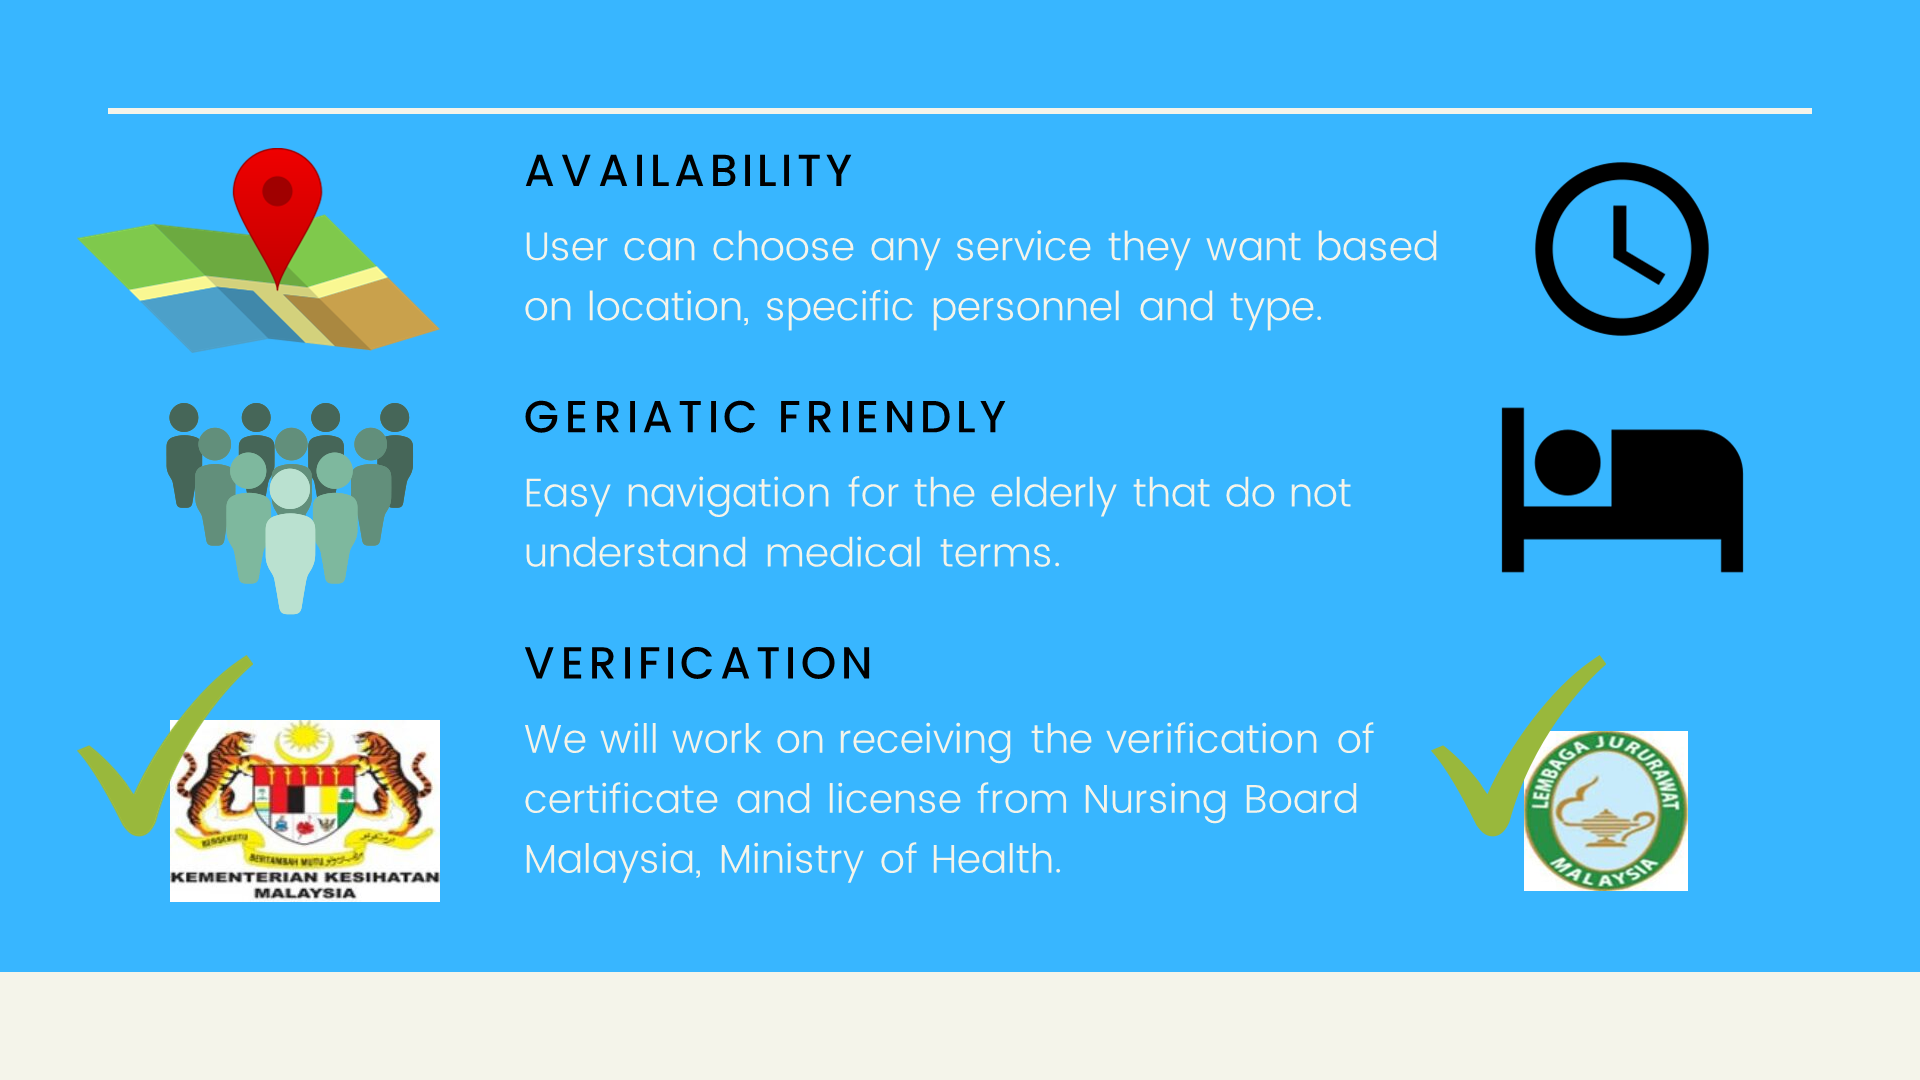 AVAILABILITY
User can choose any service they want based
on location, specific personnel and type.
GERIATIC FRIENDLY
Easy navigation for the elderly that do not
understand medical terms.
VERIFICATION
We will work on receiving the verification of
certificate and license from Nursing Board
Malaysia, Ministry of Health.
BERSEKUTU
BERTAMBAH MUTU
KEMENTERIAN KESIHATAN
MALAYSIA
LEMBAGA JURURAWAT
MALAYSIA